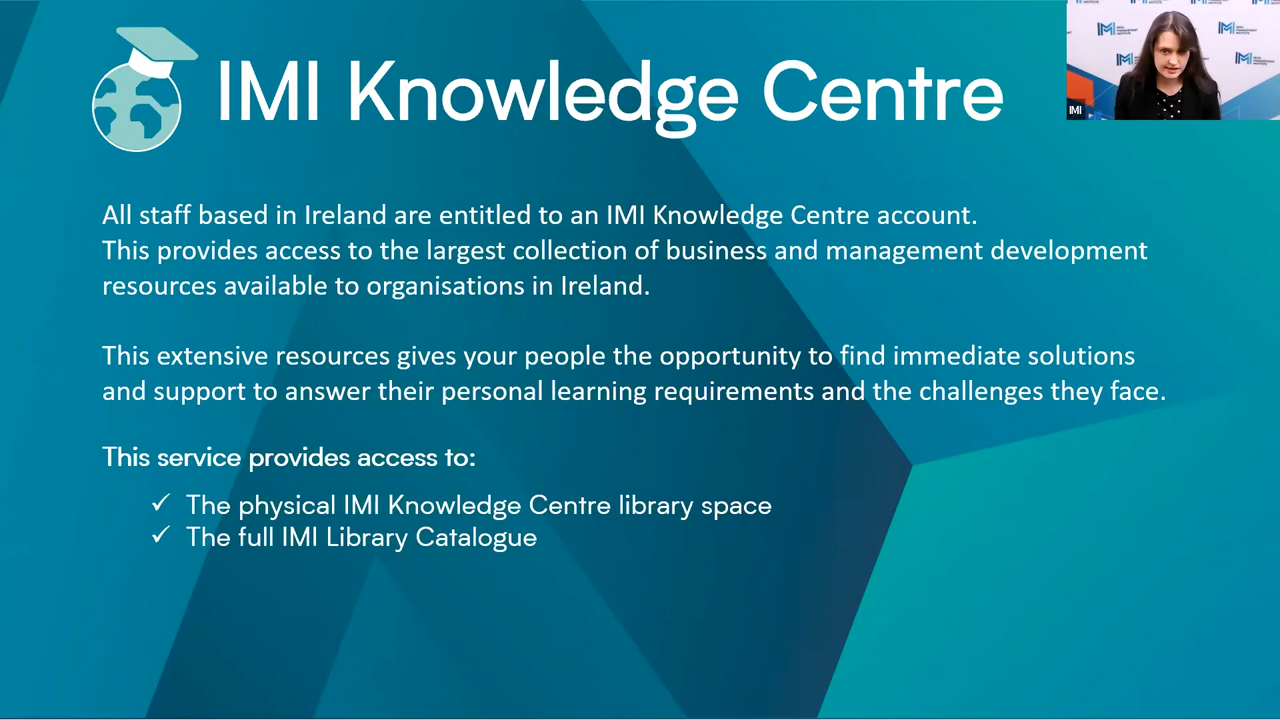 IMI Knowledge Centre
All staff based in Ireland are entitled to an IMI Knowledge Centre account.
This provides access to the largest collection of business and management development
resources available to organisations in Ireland.
This extensive resources gives your people the opportunity to find immediate solutions
and support to answer their personal learning requirements and the challenges they face.
This service provides access to:
✓ The physical IMI Knowledge Centre library space
✓ The full IMI Library Catalogue
IMI